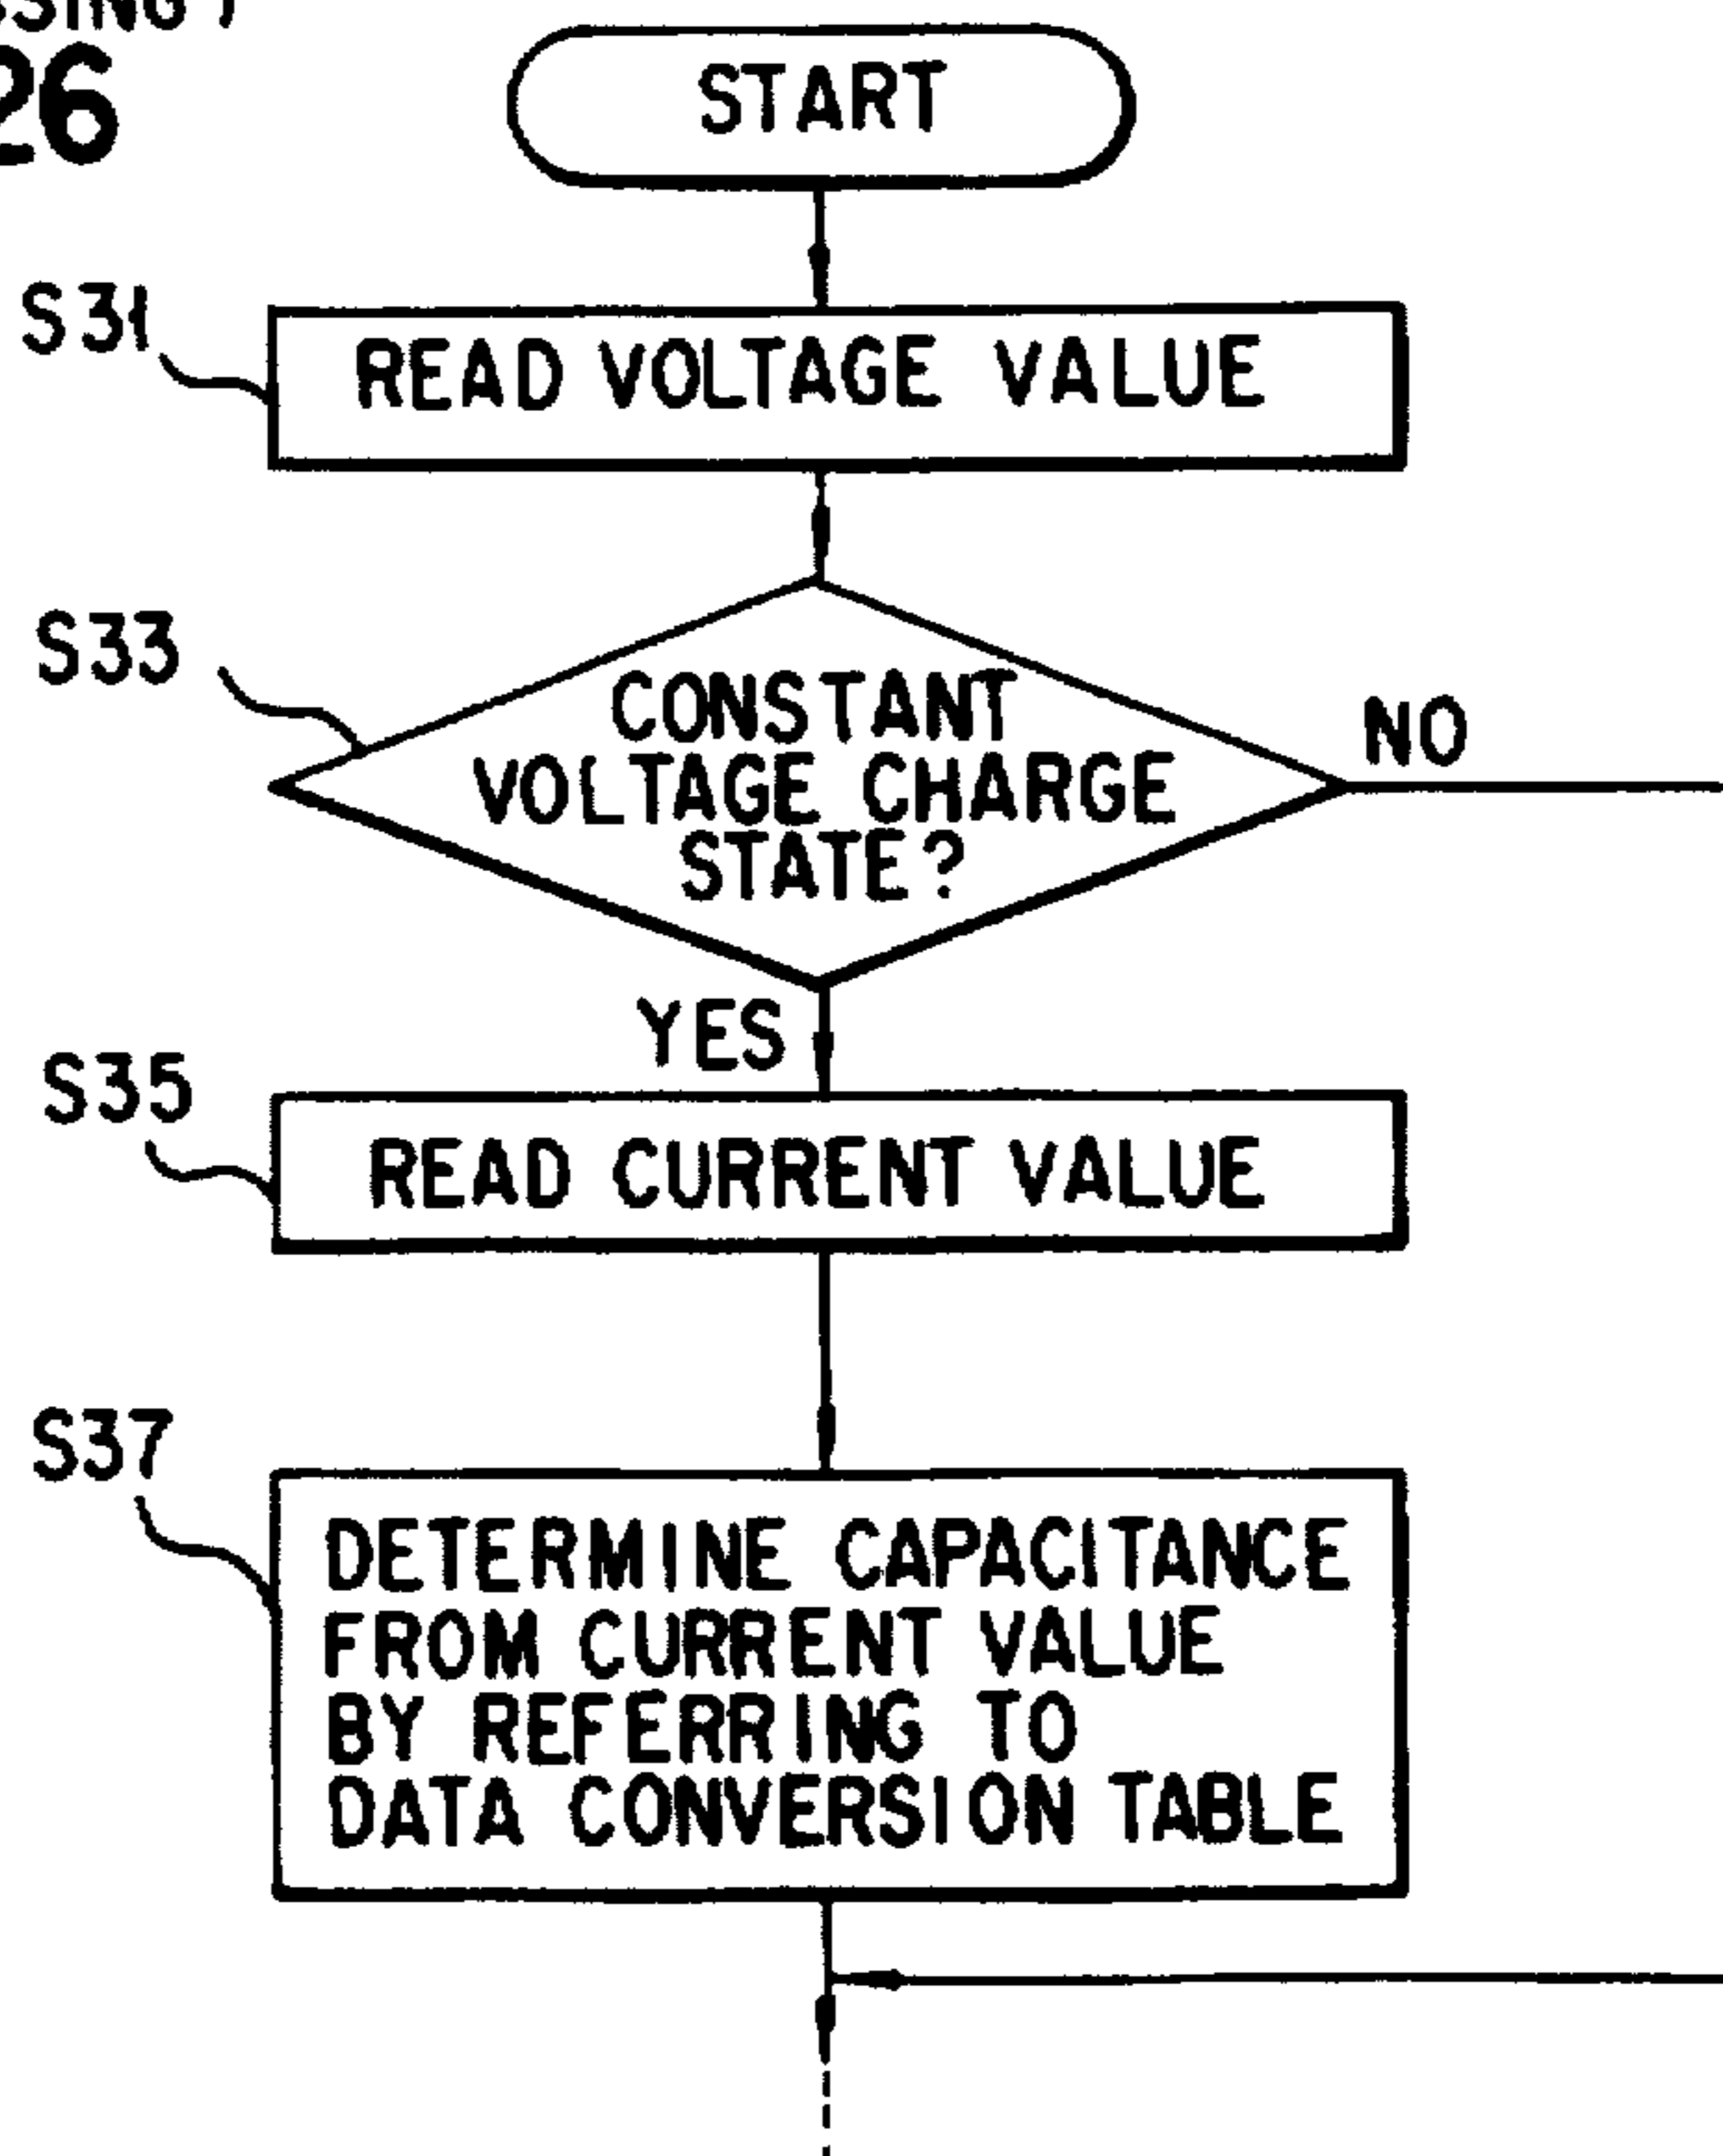 26
START
S31
READ VOLTAGE VALUE
S33
CONSTANT
VOLTAGE CHARGE
STATE?
NO
YES
S35
READ CURRENT VALUE
S37
DETERMINE CAPACITANCE
FROM CURRENT VALUE
BY REFERRING TO
DATA CONVERSION TABLE